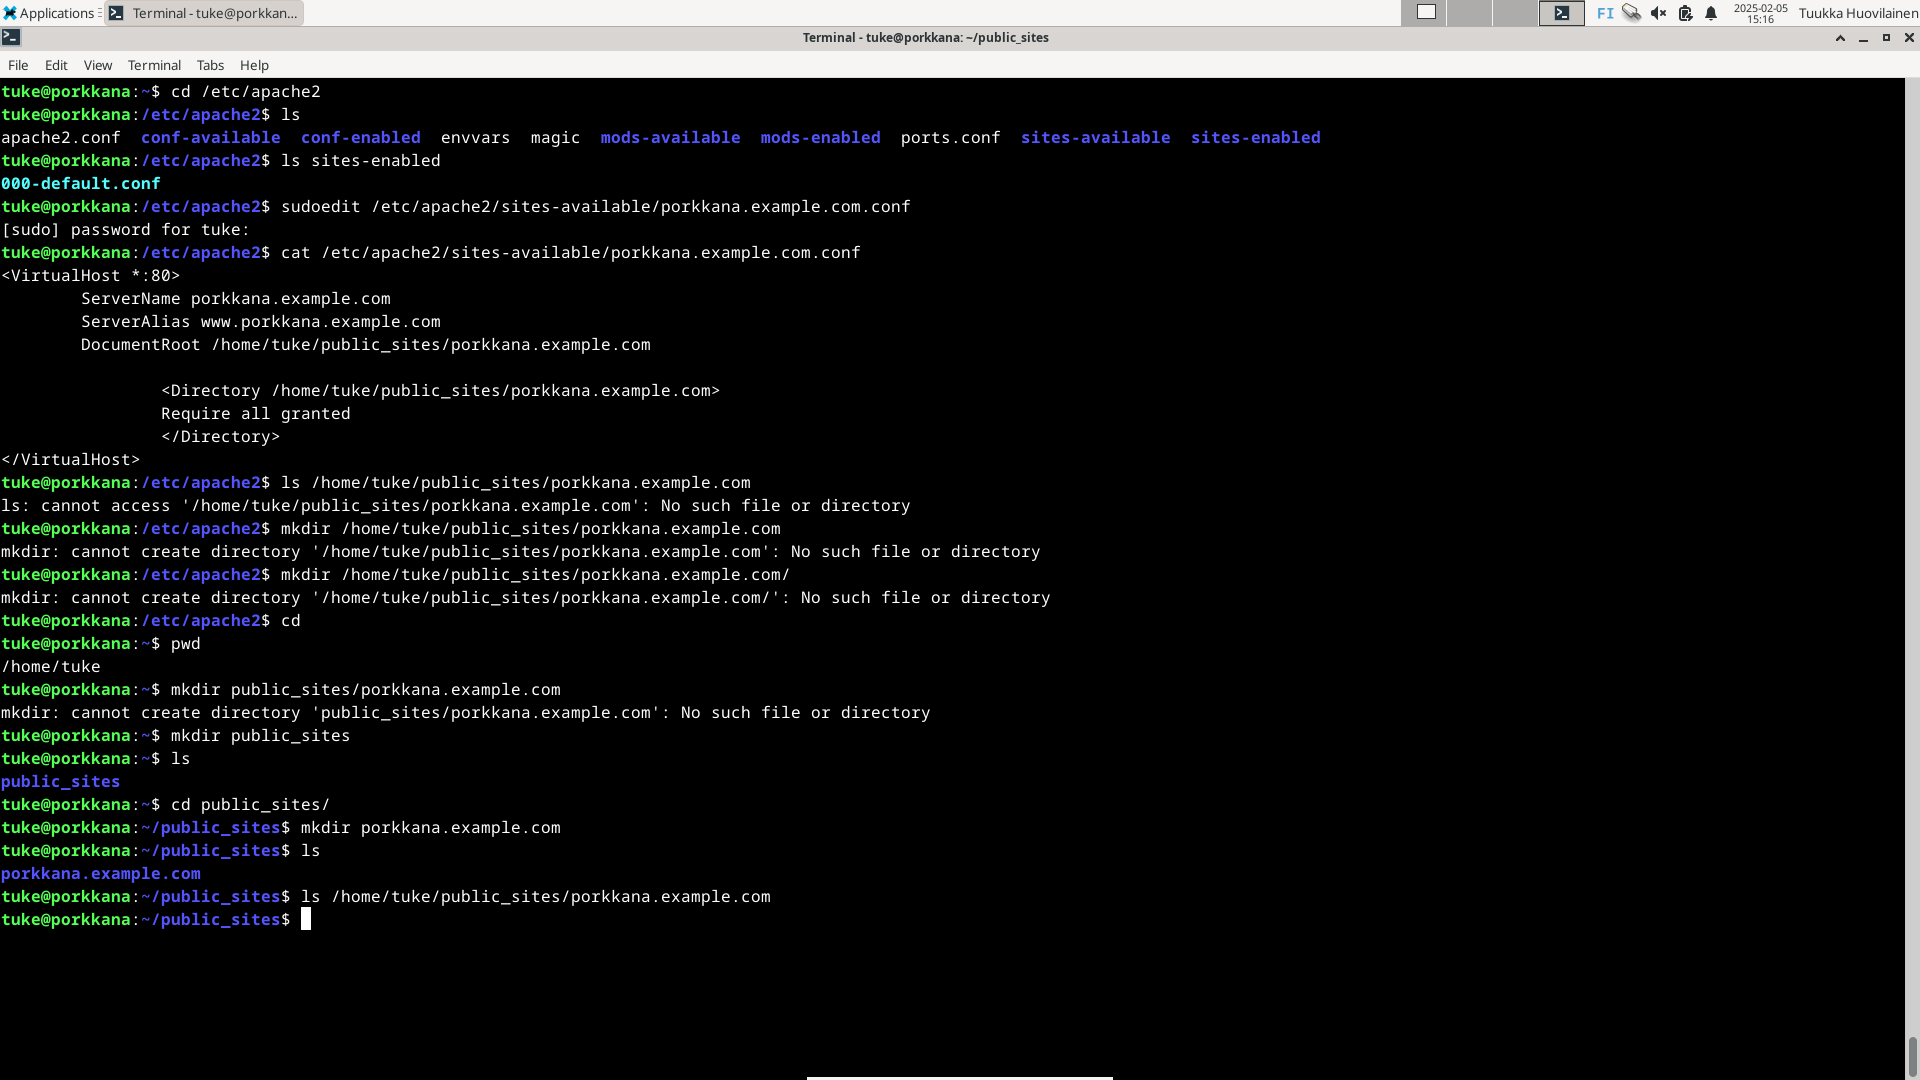 Applications Terminal - tuke@porkkan... FI 2025-02-05 15:16 Tuukka Huovilainen
Terminal - tuke@porkkana: ~/public_sites
File Edit View Terminal Tabs Help
tuke@porkkana:~$ cd /etc/apache2
tuke@porkkana:/etc/apache2$ ls
apache2.conf  conf-available  conf-enabled  envvars  magic  mods-available  mods-enabled  ports.conf  sites-available  sites-enabled
tuke@porkkana:/etc/apache2$ ls sites-enabled
000-default.conf
tuke@porkkana:/etc/apache2$ sudoedit /etc/apache2/sites-available/porkkana.example.com.conf
[sudo] password for tuke:
tuke@porkkana:/etc/apache2$ cat /etc/apache2/sites-available/porkkana.example.com.conf
<VirtualHost *:80>
        ServerName porkkana.example.com
        ServerAlias www.porkkana.example.com
        DocumentRoot /home/tuke/public_sites/porkkana.example.com

                <Directory /home/tuke/public_sites/porkkana.example.com>
                Require all granted
                </Directory>
</VirtualHost>
tuke@porkkana:/etc/apache2$ ls /home/tuke/public_sites/porkkana.example.com
ls: cannot access '/home/tuke/public_sites/porkkana.example.com': No such file or directory
tuke@porkkana:/etc/apache2$ mkdir /home/tuke/public_sites/porkkana.example.com
mkdir: cannot create directory '/home/tuke/public_sites/porkkana.example.com': No such file or directory
tuke@porkkana:/etc/apache2$ mkdir /home/tuke/public_sites/porkkana.example.com/
mkdir: cannot create directory '/home/tuke/public_sites/porkkana.example.com/': No such file or directory
tuke@porkkana:/etc/apache2$ cd
tuke@porkkana:~$ pwd
/home/tuke
tuke@porkkana:~$ mkdir public_sites/porkkana.example.com
mkdir: cannot create directory 'public_sites/porkkana.example.com': No such file or directory
tuke@porkkana:~$ mkdir public_sites
tuke@porkkana:~$ ls
public_sites
tuke@porkkana:~$ cd public_sites/
tuke@porkkana:~/public_sites$ mkdir porkkana.example.com
tuke@porkkana:~/public_sites$ ls
porkkana.example.com
tuke@porkkana:~/public_sites$ ls /home/tuke/public_sites/porkkana.example.com
tuke@porkkana:~/public_sites$